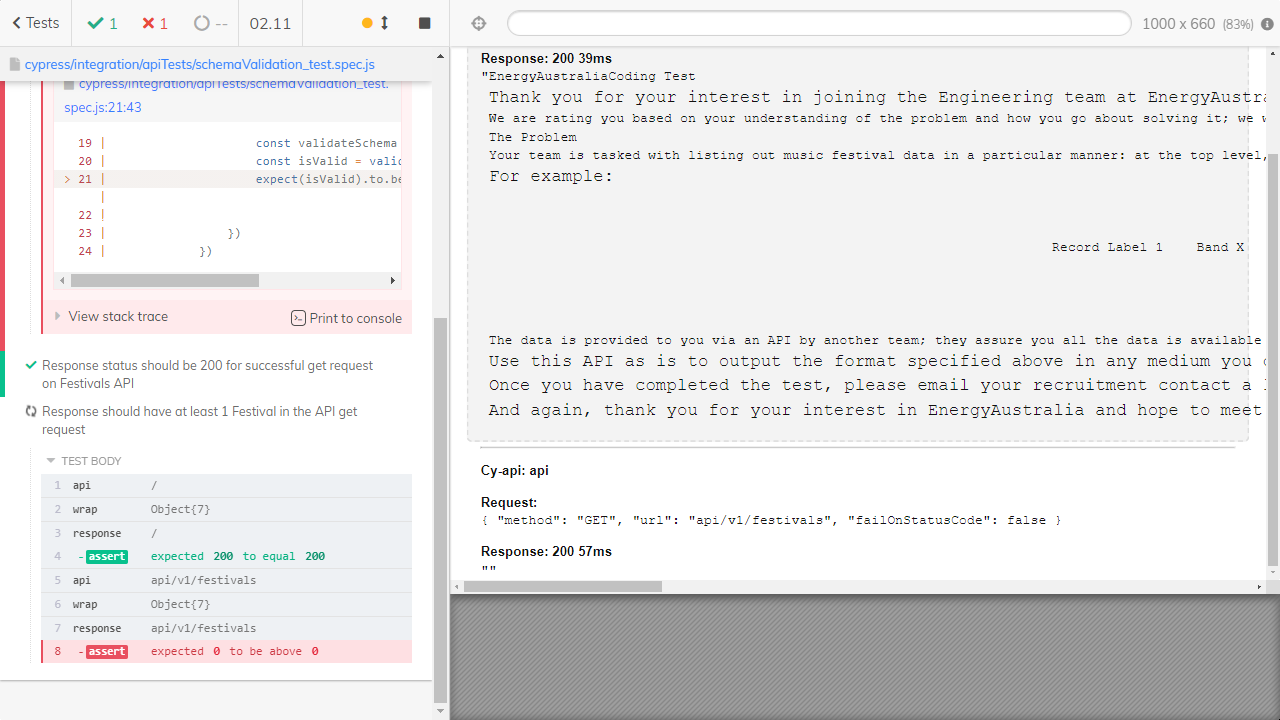 Tests
1
1
--
02.11
1000 x 660 (83%)
cypress/integration/apiTests/schemaValidation_test.spec.js
cypress/integration/apiTests/schemaValidation_test.
spec.js:21:43
19 | const validateSchema
20 | const isValid = valid
> 21 | expect(isValid).to.be
|
22 |
23 | })
24 | })
View stack trace
Print to console
Response status should be 200 for successful get request
on Festivals API
Response should have at least 1 Festival in the API get
request
TEST BODY
1 api /
2 wrap Object{7}
3 response /
4 -assert expected 200 to equal 200
5 api api/v1/festivals
6 wrap Object{7}
7 response api/v1/festivals
8 -assert expected 0 to be above 0
Response: 200 39ms
"EnergyAustraliaCoding Test
Thank you for your interest in joining the Engineering team at EnergyAustra
We are rating you based on your understanding of the problem and how you go about solving it; we w
The Problem
Your team is tasked with listing out music festival data in a particular manner: at the top level,
For example:
Record Label 1 Band X
The data is provided to you via an API by another team; they assure you all the data is available
Use this API as is to output the format specified above in any medium you
Once you have completed the test, please email your recruitment contact a
And again, thank you for your interest in EnergyAustralia and hope to meet
Cy-api: api
Request:
{ "method": "GET", "url": "api/v1/festivals", "failOnStatusCode": false }
Response: 200 57ms
""